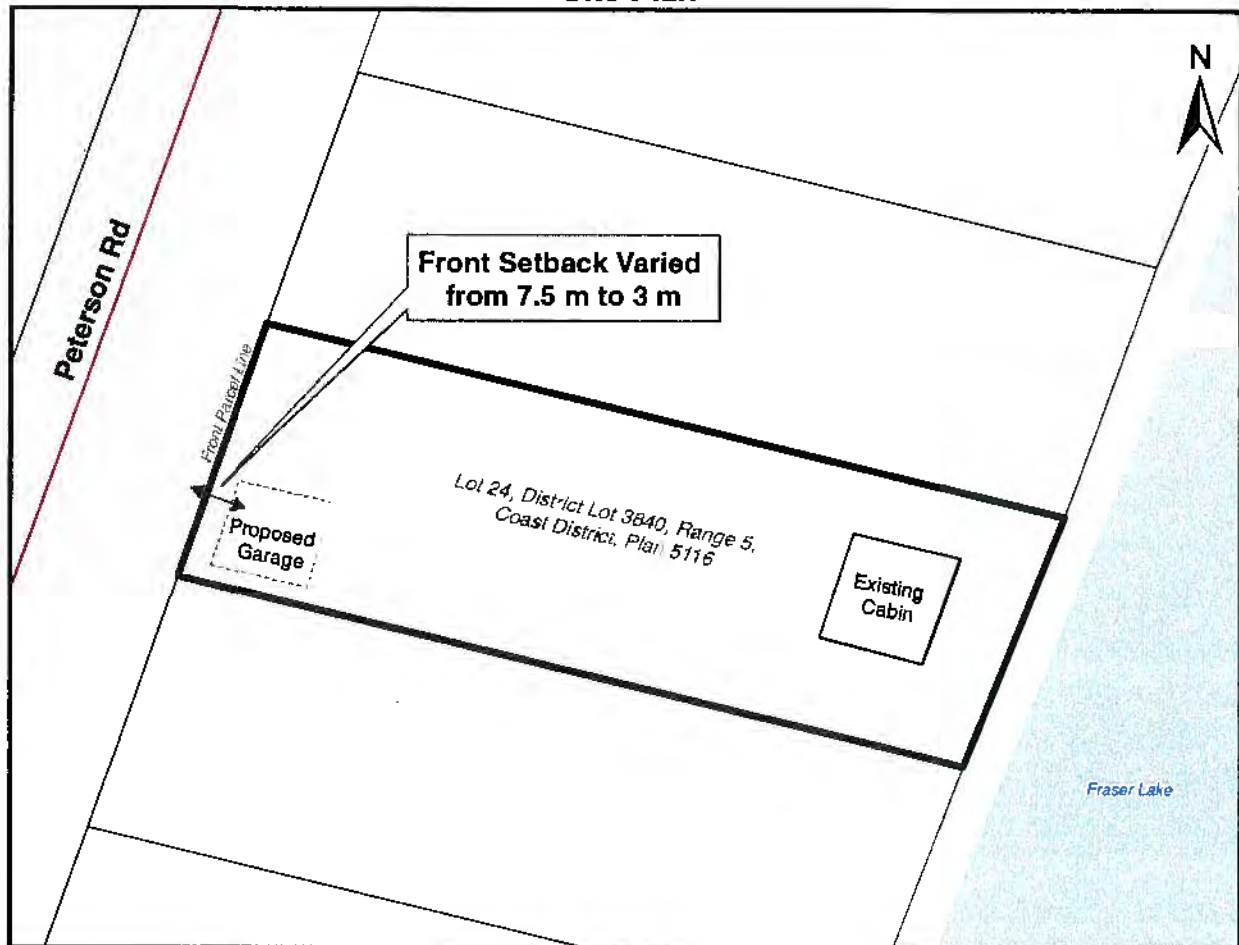 N
Front Setback Varied
from 7.5 m to 3 m
Peterson Rd
Front Parcel Line
Lot 24, District Lot 3840, Range 5,
Coast District, Plan 5116
Proposed
Garage
Existing
Cabin
Fraser Lake